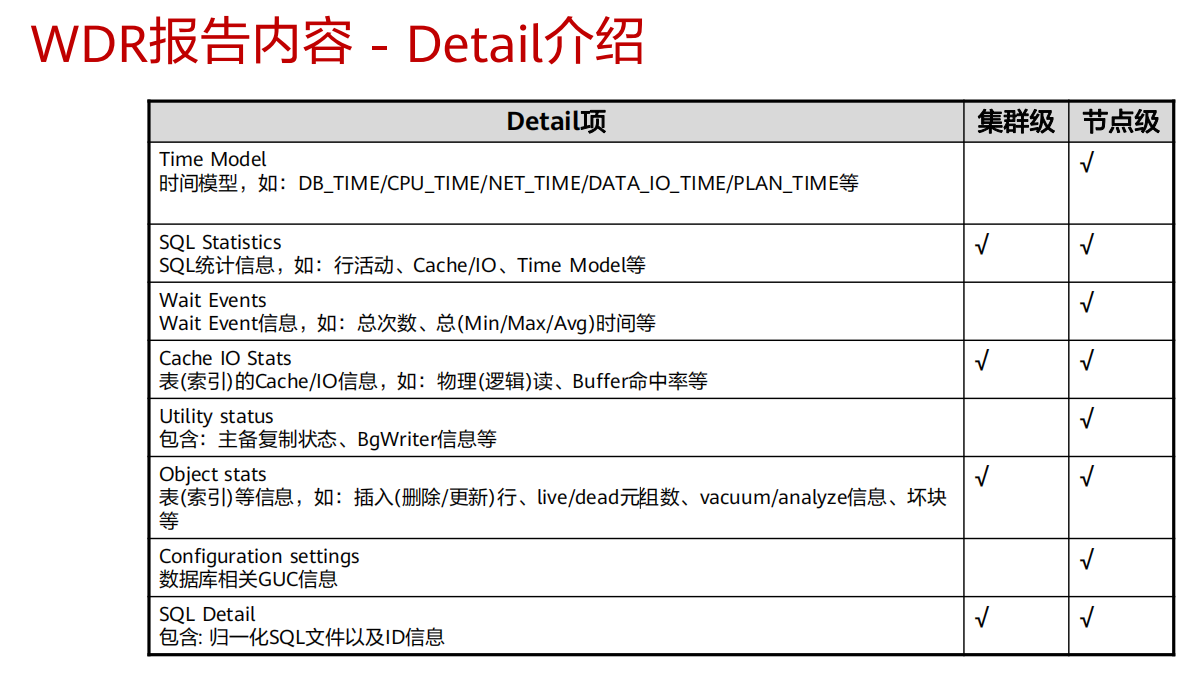 WDR报告内容 - Detail介绍
Detail项 集群级 节点级
Time Model √
时间模型，如：DB_TIME/CPU_TIME/NET_TIME/DATA_IO_TIME/PLAN_TIME等
SQL Statistics √ √
SQL统计信息，如：行活动、Cache/IO、Time Model等
Wait Events √
Wait Event信息，如：总次数、总(Min/Max/Avg)时间等
Cache IO Stats √ √
表(索引)的Cache/IO信息，如：物理(逻辑)读、Buffer命中率等
Utility status √
包含：主备复制状态、BgWriter信息等
Object stats √ √
表(索引)等信息，如：插入(删除/更新)行、live/dead元组数、vacuum/analyze信息、坏块
等
Configuration settings √
数据库相关GUC信息
SQL Detail √ √
包含: 归一化SQL文件以及ID信息